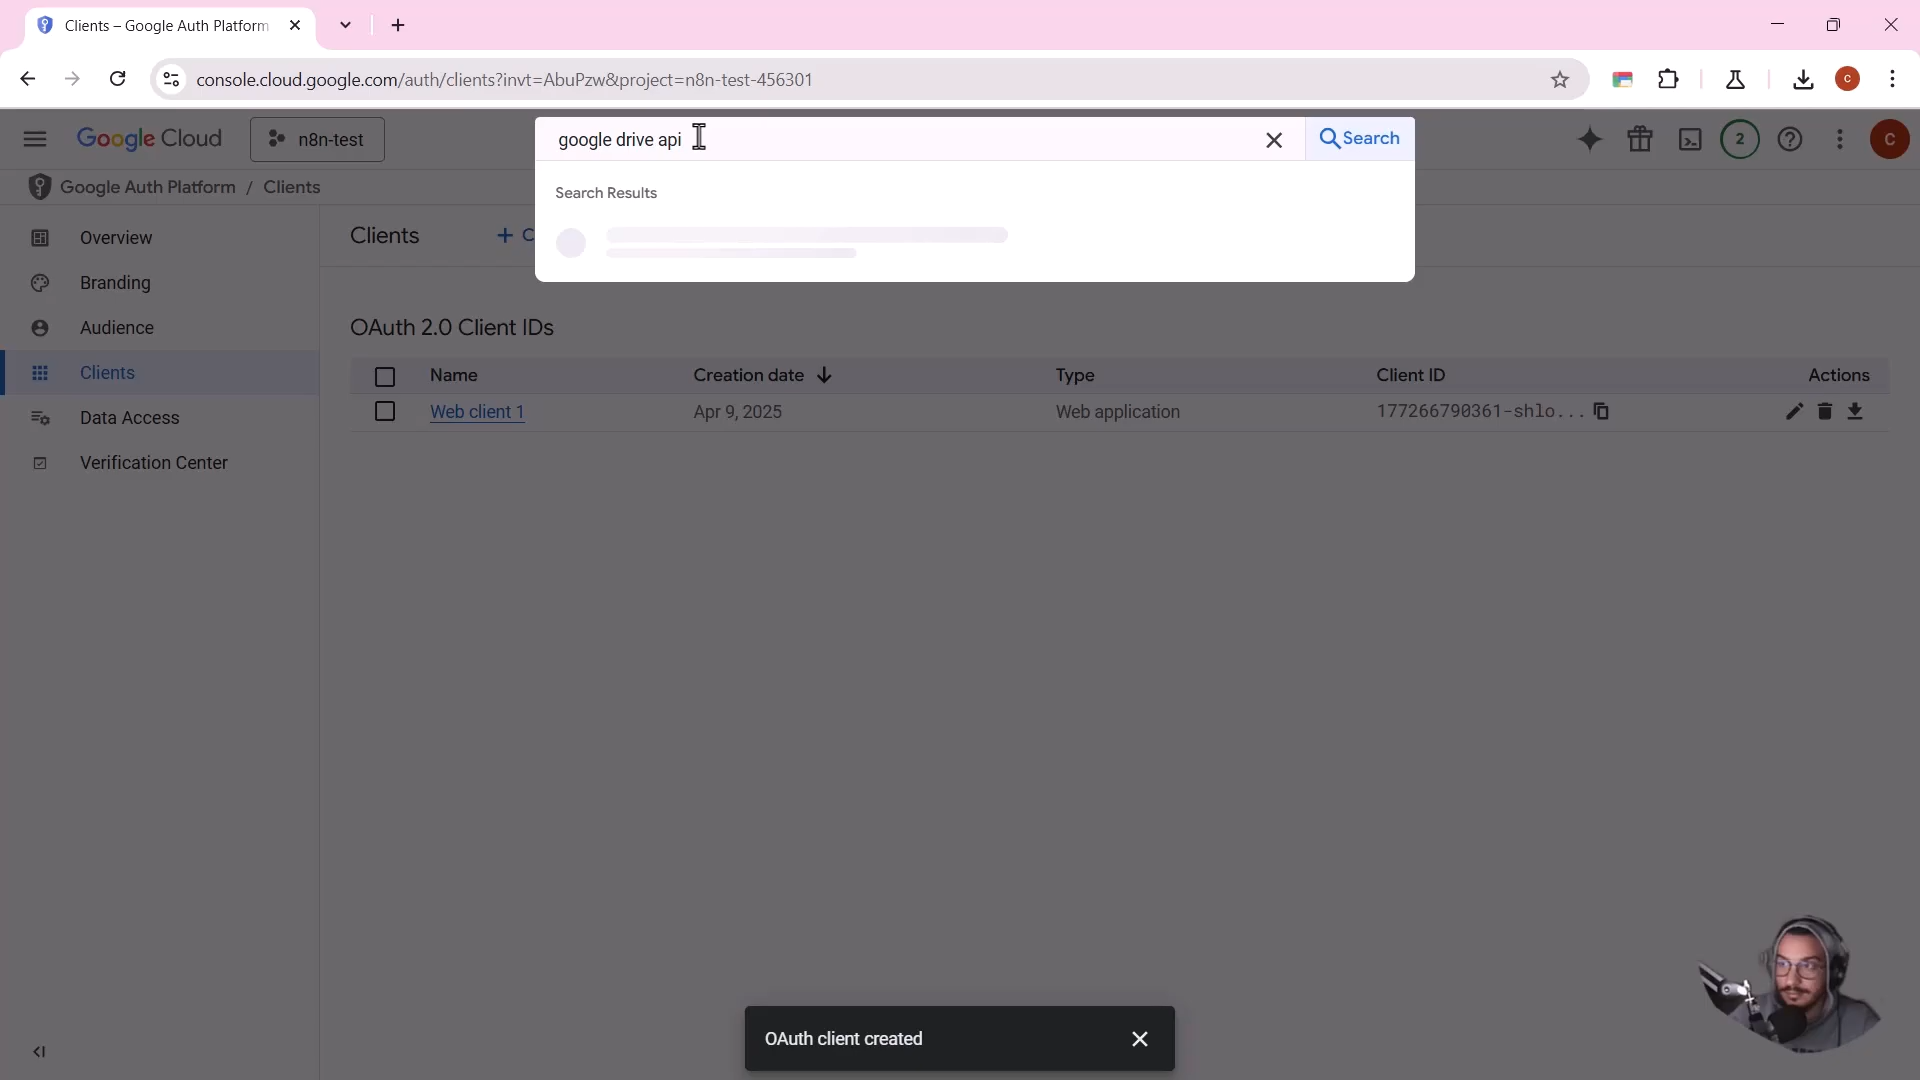 Clients – Google Auth Platform
console.cloud.google.com/auth/clients?invt=AbuPzw&project=n8n-test-456301
C
Google Cloud
n8n-test
google drive api
Search
2
C
Google Auth Platform / Clients
Search Results
Overview
Branding
Audience
Clients
Data Access
Verification Center
Clients
+ C
OAuth 2.0 Client IDs
Name Creation date Type Client ID Actions
Web client 1 Apr 9, 2025 Web application 177266790361-shlo...
OAuth client created